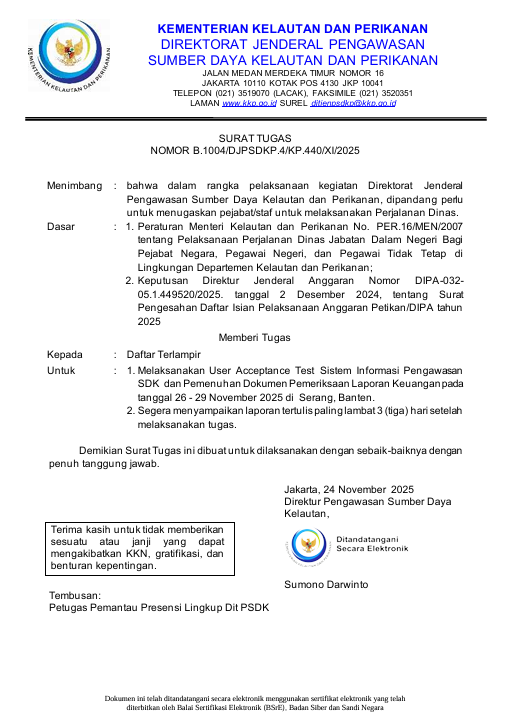 KEMENTERIAN KELAUTAN DAN PERIKANAN
KEMENTERIAN KELAUTAN DAN PERIKANAN
DIREKTORAT JENDERAL PENGAWASAN
SUMBER DAYA KELAUTAN DAN PERIKANAN
JALAN MEDAN MERDEKA TIMUR NOMOR 16
JAKARTA 10110 KOTAK POS 4130 JKP 10041
TELEPON (021) 3519070 (LACAK), FAKSIMILE (021) 3520351
LAMAN www.kkp.go.id SUREL ditjenpsdkp@kkp.go.id
SURAT TUGAS
NOMOR B.1004/DJPSDKP.4/KP.440/XI/2025
Menimbang : bahwa dalam rangka pelaksanaan kegiatan Direktorat Jenderal
Pengawasan Sumber Daya Kelautan dan Perikanan, dipandang perlu
untuk menugaskan pejabat/staf untuk melaksanakan Perjalanan Dinas.
Dasar : 1. Peraturan Menteri Kelautan dan Perikanan No. PER.16/MEN/2007
tentang Pelaksanaan Perjalanan Dinas Jabatan Dalam Negeri Bagi
Pejabat Negara, Pegawai Negeri, dan Pegawai Tidak Tetap di
Lingkungan Departemen Kelautan dan Perikanan;
2. Keputusan Direktur Jenderal Anggaran Nomor DIPA-032-
05.1.449520/2025. tanggal 2 Desember 2024, tentang Surat
Pengesahan Daftar Isian Pelaksanaan Anggaran Petikan/DIPA tahun
2025
Memberi Tugas
Kepada : Daftar Terlampir
Untuk : 1. Melaksanakan User Acceptance Test Sistem Informasi Pengawasan
SDK dan Pemenuhan Dokumen Pemeriksaan Laporan Keuangan pada
tanggal 26 - 29 November 2025 di Serang, Banten.
2. Segera menyampaikan laporan tertulis paling lambat 3 (tiga) hari setelah
melaksanakan tugas.
Demikian Surat Tugas ini dibuat untuk dilaksanakan dengan sebaik-baiknya dengan
penuh tanggung jawab.
Jakarta, 24 November 2025
Direktur Pengawasan Sumber Daya
Kelautan,
Ditandatangani
Secara Elektronik
Sumono Darwinto
Terima kasih untuk tidak memberikan
sesuatu atau janji yang dapat
mengakibatkan KKN, gratifikasi, dan
benturan kepentingan.
Tembusan:
Petugas Pemantau Presensi Lingkup Dit PSDK
Dokumen ini telah ditandatangani secara elektronik menggunakan sertifikat elektronik yang telah
diterbitkan oleh Balai Sertifikasi Elektronik (BSrE), Badan Siber dan Sandi Negara